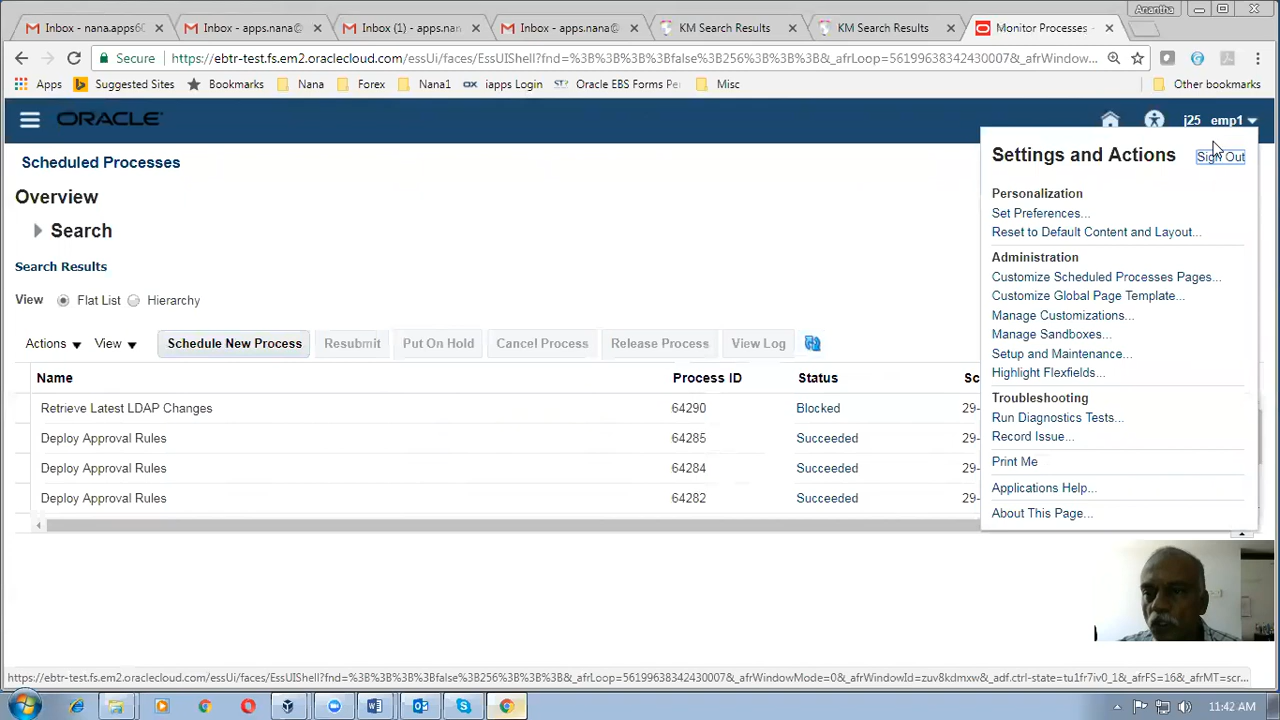 Inbox - nana.apps6(
Inbox - apps.nana@
Inbox (1) - apps.nan
Inbox - apps.nana@
KM Search Results
KM Search Results
Monitor Processes -
Anantha
Secure
https://ebtr-test.fs.em2.oraclecloud.com/essUi/faces/EssUIShell?fnd=%3B%3B%3B%3Bfalse%3B256%3B%3B%3B&_afrLoop=56199638342430007&_afrWindow...
Apps
Suggested Sites
Bookmarks
Nana
Forex
Nana1
iapps Login
Oracle EBS Forms Per
Misc
Other bookmarks
ORACLE
j25 emp1
Scheduled Processes
Overview
Search
Search Results
View
Flat List
Hierarchy
Actions
View
Schedule New Process
Resubmit
Put On Hold
Cancel Process
Release Process
View Log
Name
Process ID
Status
Sc
Retrieve Latest LDAP Changes
64290
Blocked
29-
Deploy Approval Rules
64285
Succeeded
29-
Deploy Approval Rules
64284
Succeeded
29-
Deploy Approval Rules
64282
Succeeded
29-
Settings and Actions
Sign Out
Personalization
Set Preferences...
Reset to Default Content and Layout...
Administration
Customize Scheduled Processes Pages...
Customize Global Page Template...
Manage Customizations...
Manage Sandboxes...
Setup and Maintenance...
Highlight Flexfields...
Troubleshooting
Run Diagnostics Tests...
Record Issue...
Print Me
Applications Help...
About This Page...
https://ebtr-test.fs.em2.oraclecloud.com/essUi/faces/EssUIShell?fnd=%3B%3B%3B%3Bfalse%3B256%3B%3B%3B&_afrLoop=56199638342430007&_afrWindowMode=0&_afrWindowId=zuv8kdmxw&_adf.ctrl-state=tu1fr7iv0_1&_afrFS=16&_afrMT=scr...
11:42 AM